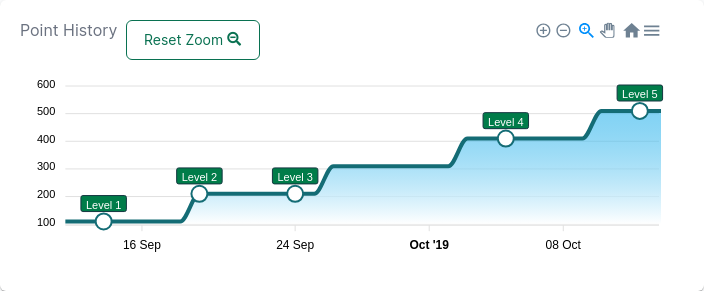 Point History
Reset Zoom
600
500
400
300
200
100
Level 1
Level 2
Level 3
Level 4
Level 5
16 Sep
24 Sep
Oct '19
08 Oct